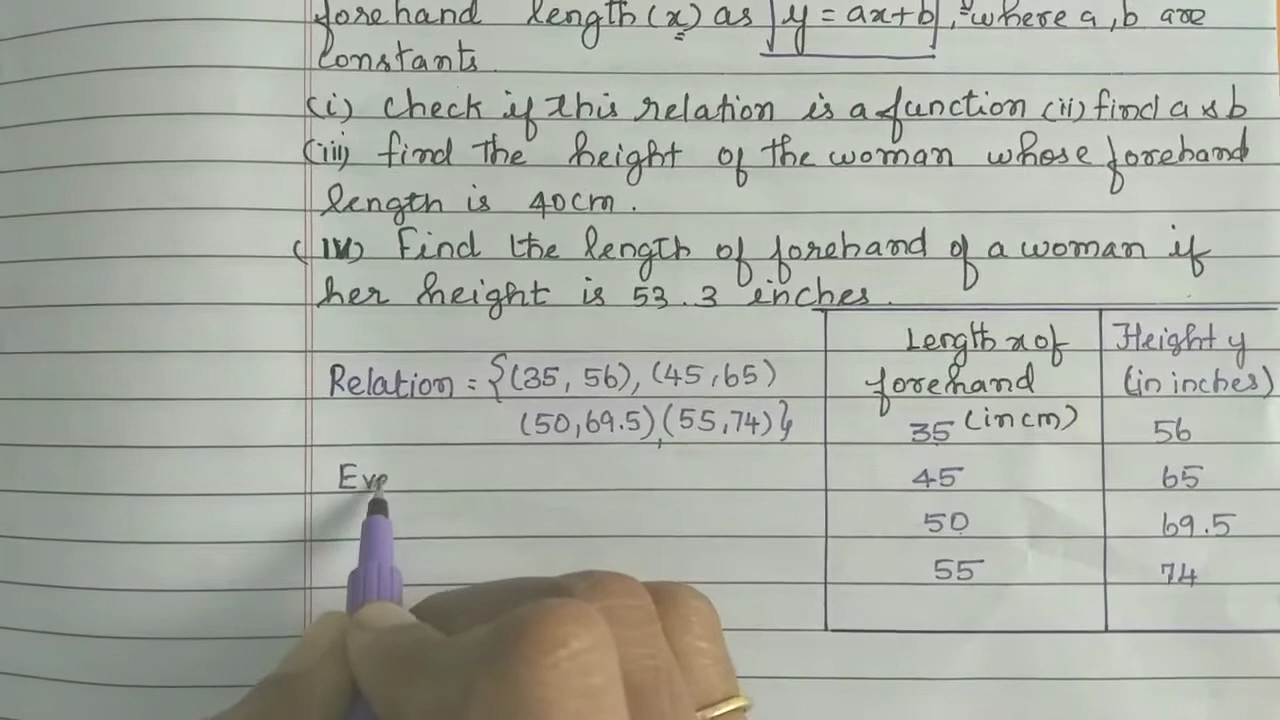 forehand length (x) as y = ax+b, where a, b are
constants.
(i) check if this relation is a function (ii) find a & b
(iii) find the height of the woman whose forehand
length is 40cm.
(iv) Find the length of forehand of a woman if
her height is 53.3 inches.
Relation = {(35, 56), (45, 65)
(50, 69.5), (55, 74)}
Eve
Length x of forehand (in cm) Height y (in inches)
35 56
45 65
50 69.5
55 74